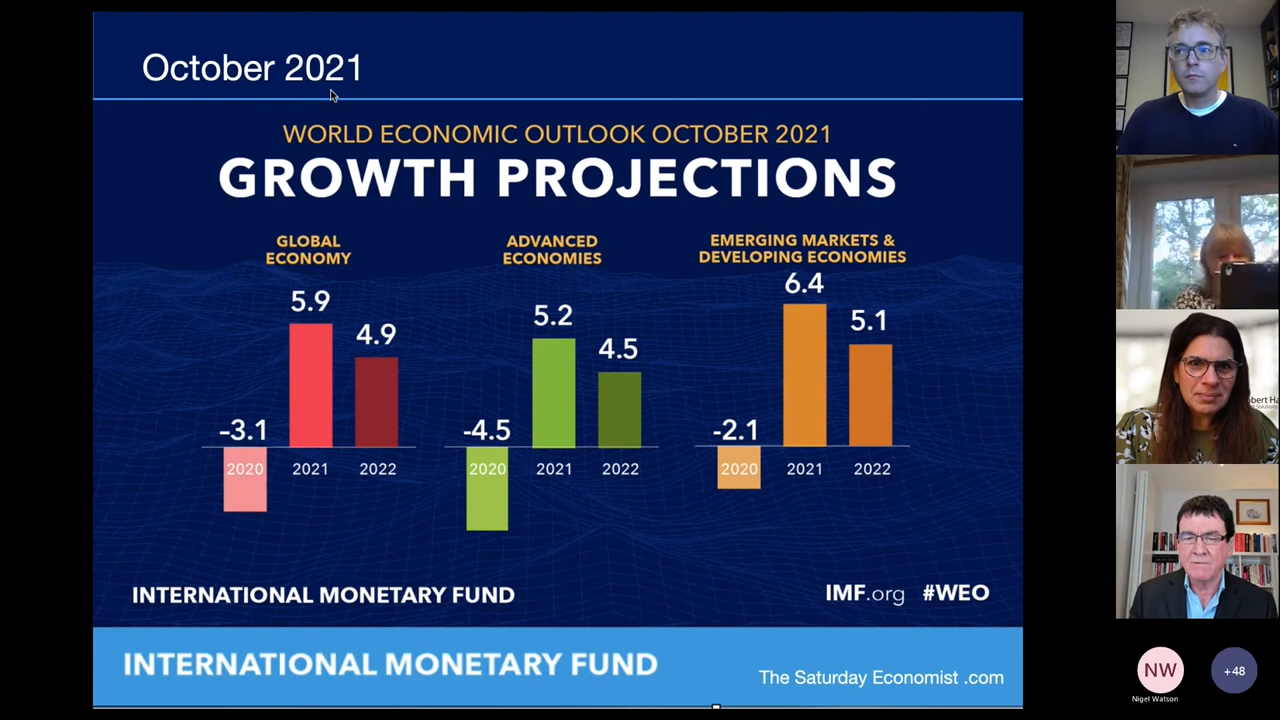 October 2021
WORLD ECONOMIC OUTLOOK OCTOBER 2021
GROWTH PROJECTIONS
GLOBAL
ECONOMY
5.9
4.9
-3.1
2020
2021
2022
ADVANCED
ECONOMIES
5.2
4.5
-4.5
2020
2021
2022
EMERGING MARKETS &
DEVELOPING ECONOMIES
6.4
5.1
-2.1
2020
2021
2022
INTERNATIONAL MONETARY FUND
IMF.org #WEO
INTERNATIONAL MONETARY FUND
The Saturday Economist .com
NW
Nigel Watson
+48